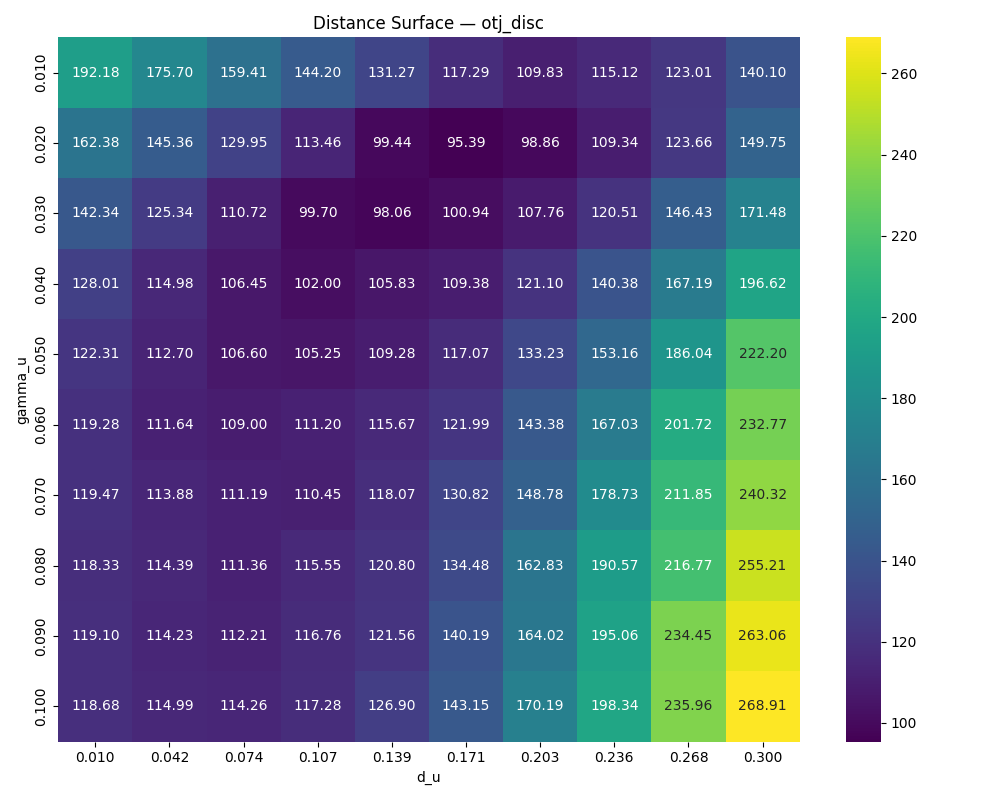 Distance Surface — otj_disc
0.010 192.18 175.70 159.41 144.20 131.27 117.29 109.83 115.12 123.01 140.10
0.020 162.38 145.36 129.95 113.46 99.44 95.39 98.86 109.34 123.66 149.75
0.030 142.34 125.34 110.72 99.70 98.06 100.94 107.76 120.51 146.43 171.48
0.040 128.01 114.98 106.45 102.00 105.83 109.38 121.10 140.38 167.19 196.62
0.050 122.31 112.70 106.60 105.25 109.28 117.07 133.23 153.16 186.04 222.20
0.060 119.28 111.64 109.00 111.20 115.67 121.99 143.38 167.03 201.72 232.77
0.070 119.47 113.88 111.19 110.45 118.07 130.82 148.78 178.73 211.85 240.32
0.080 118.33 114.39 111.36 115.55 120.80 134.48 162.83 190.57 216.77 255.21
0.090 119.10 114.23 112.21 116.76 121.56 140.19 164.02 195.06 234.45 263.06
0.100 118.68 114.99 114.26 117.28 126.90 143.15 170.19 198.34 235.96 268.91
0.010 0.042 0.074 0.107 0.139 0.171 0.203 0.236 0.268 0.300
d_u
gamma_u
260
240
220
200
180
160
140
120
100